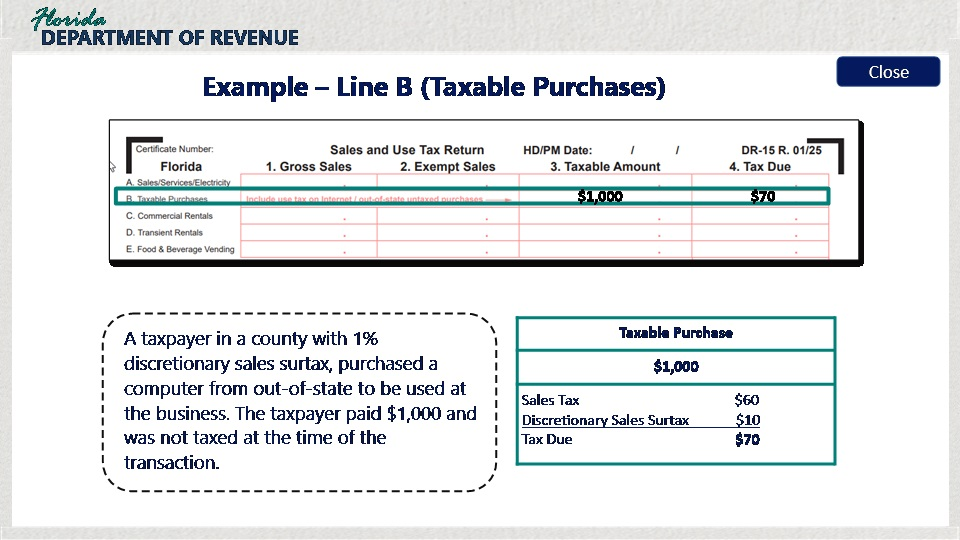 Florida
DEPARTMENT OF REVENUE
Close
Example – Line B (Taxable Purchases)
Certificate Number:
Sales and Use Tax Return
HD/PM Date: / /
DR-15 R. 01/25
Florida
1. Gross Sales
2. Exempt Sales
3. Taxable Amount
4. Tax Due
A. Sales/Services/Electricity
B. Taxable Purchases
Include use tax on Internet / out-of-state untaxed purchases
$1,000
$70
C. Commercial Rentals
D. Transient Rentals
E. Food & Beverage Vending
A taxpayer in a county with 1%
discretionary sales surtax, purchased a
computer from out-of-state to be used at
the business. The taxpayer paid $1,000 and
was not taxed at the time of the
transaction.
Taxable Purchase
$1,000
Sales Tax $60
Discretionary Sales Surtax $10
Tax Due $70